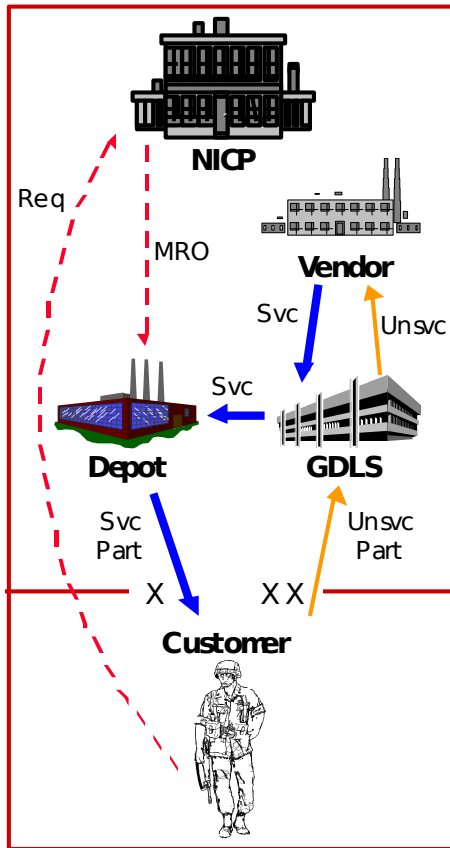 NICP
Req
MRO
Vendor
Svc
Unsvc
Svc
Depot
GDLS
Svc
Part
Unsvc
Part
X
X X
Customer